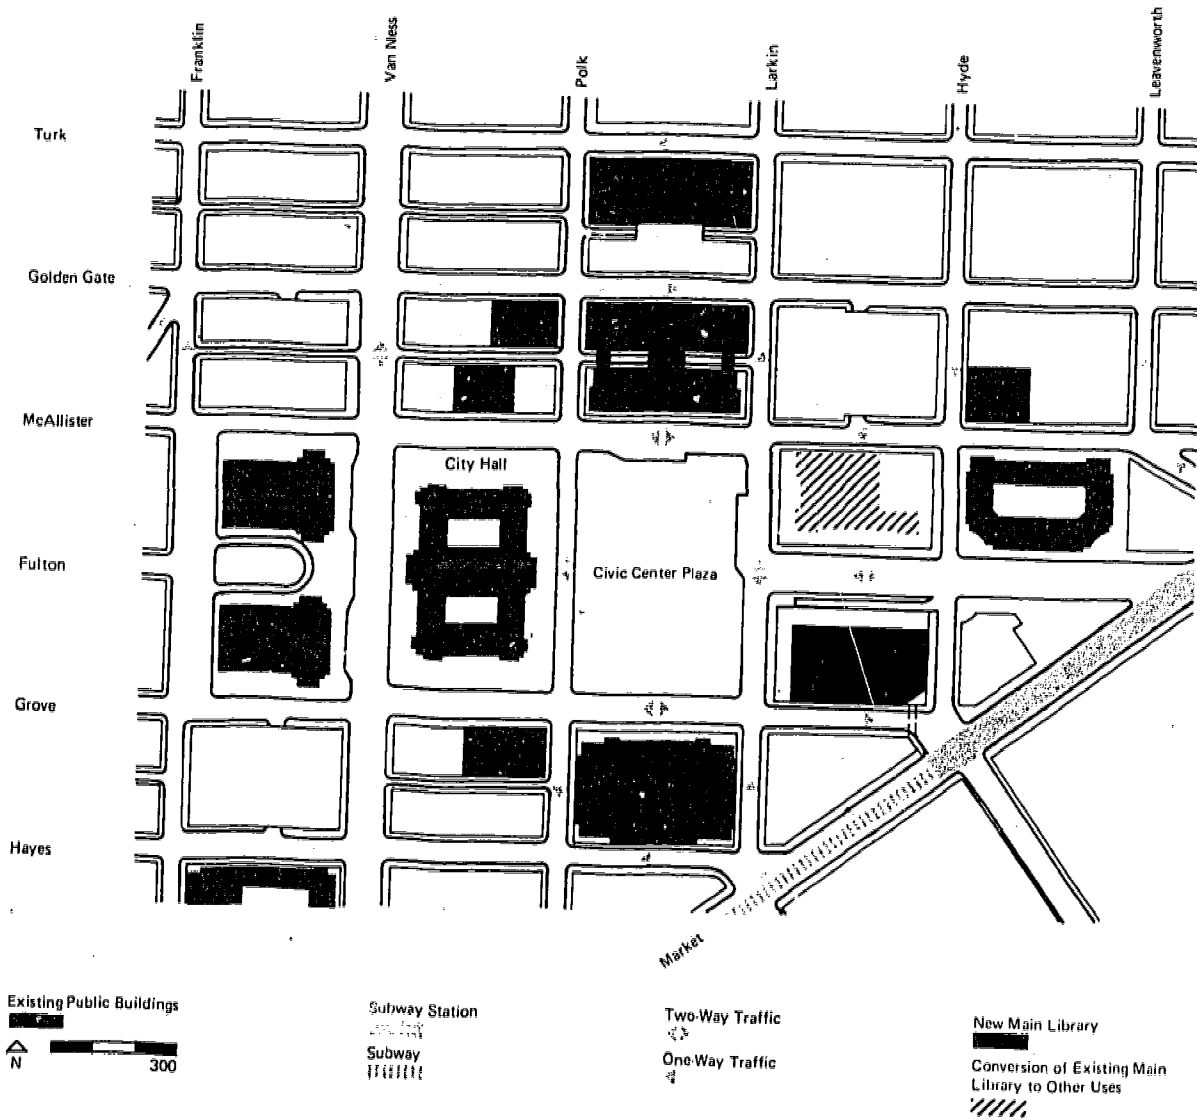 Franklin
Van Ness
Polk
Larkin
Hyde
Leavenworth
Turk
Golden Gate
McAllister
City Hall
Fulton
Civic Center Plaza
Grove
Hayes
Market
Existing Public Buildings
N
300
Subway Station
Subway
Two-Way Traffic
One-Way Traffic
New Main Library
Conversion of Existing Main
Library to Other Uses